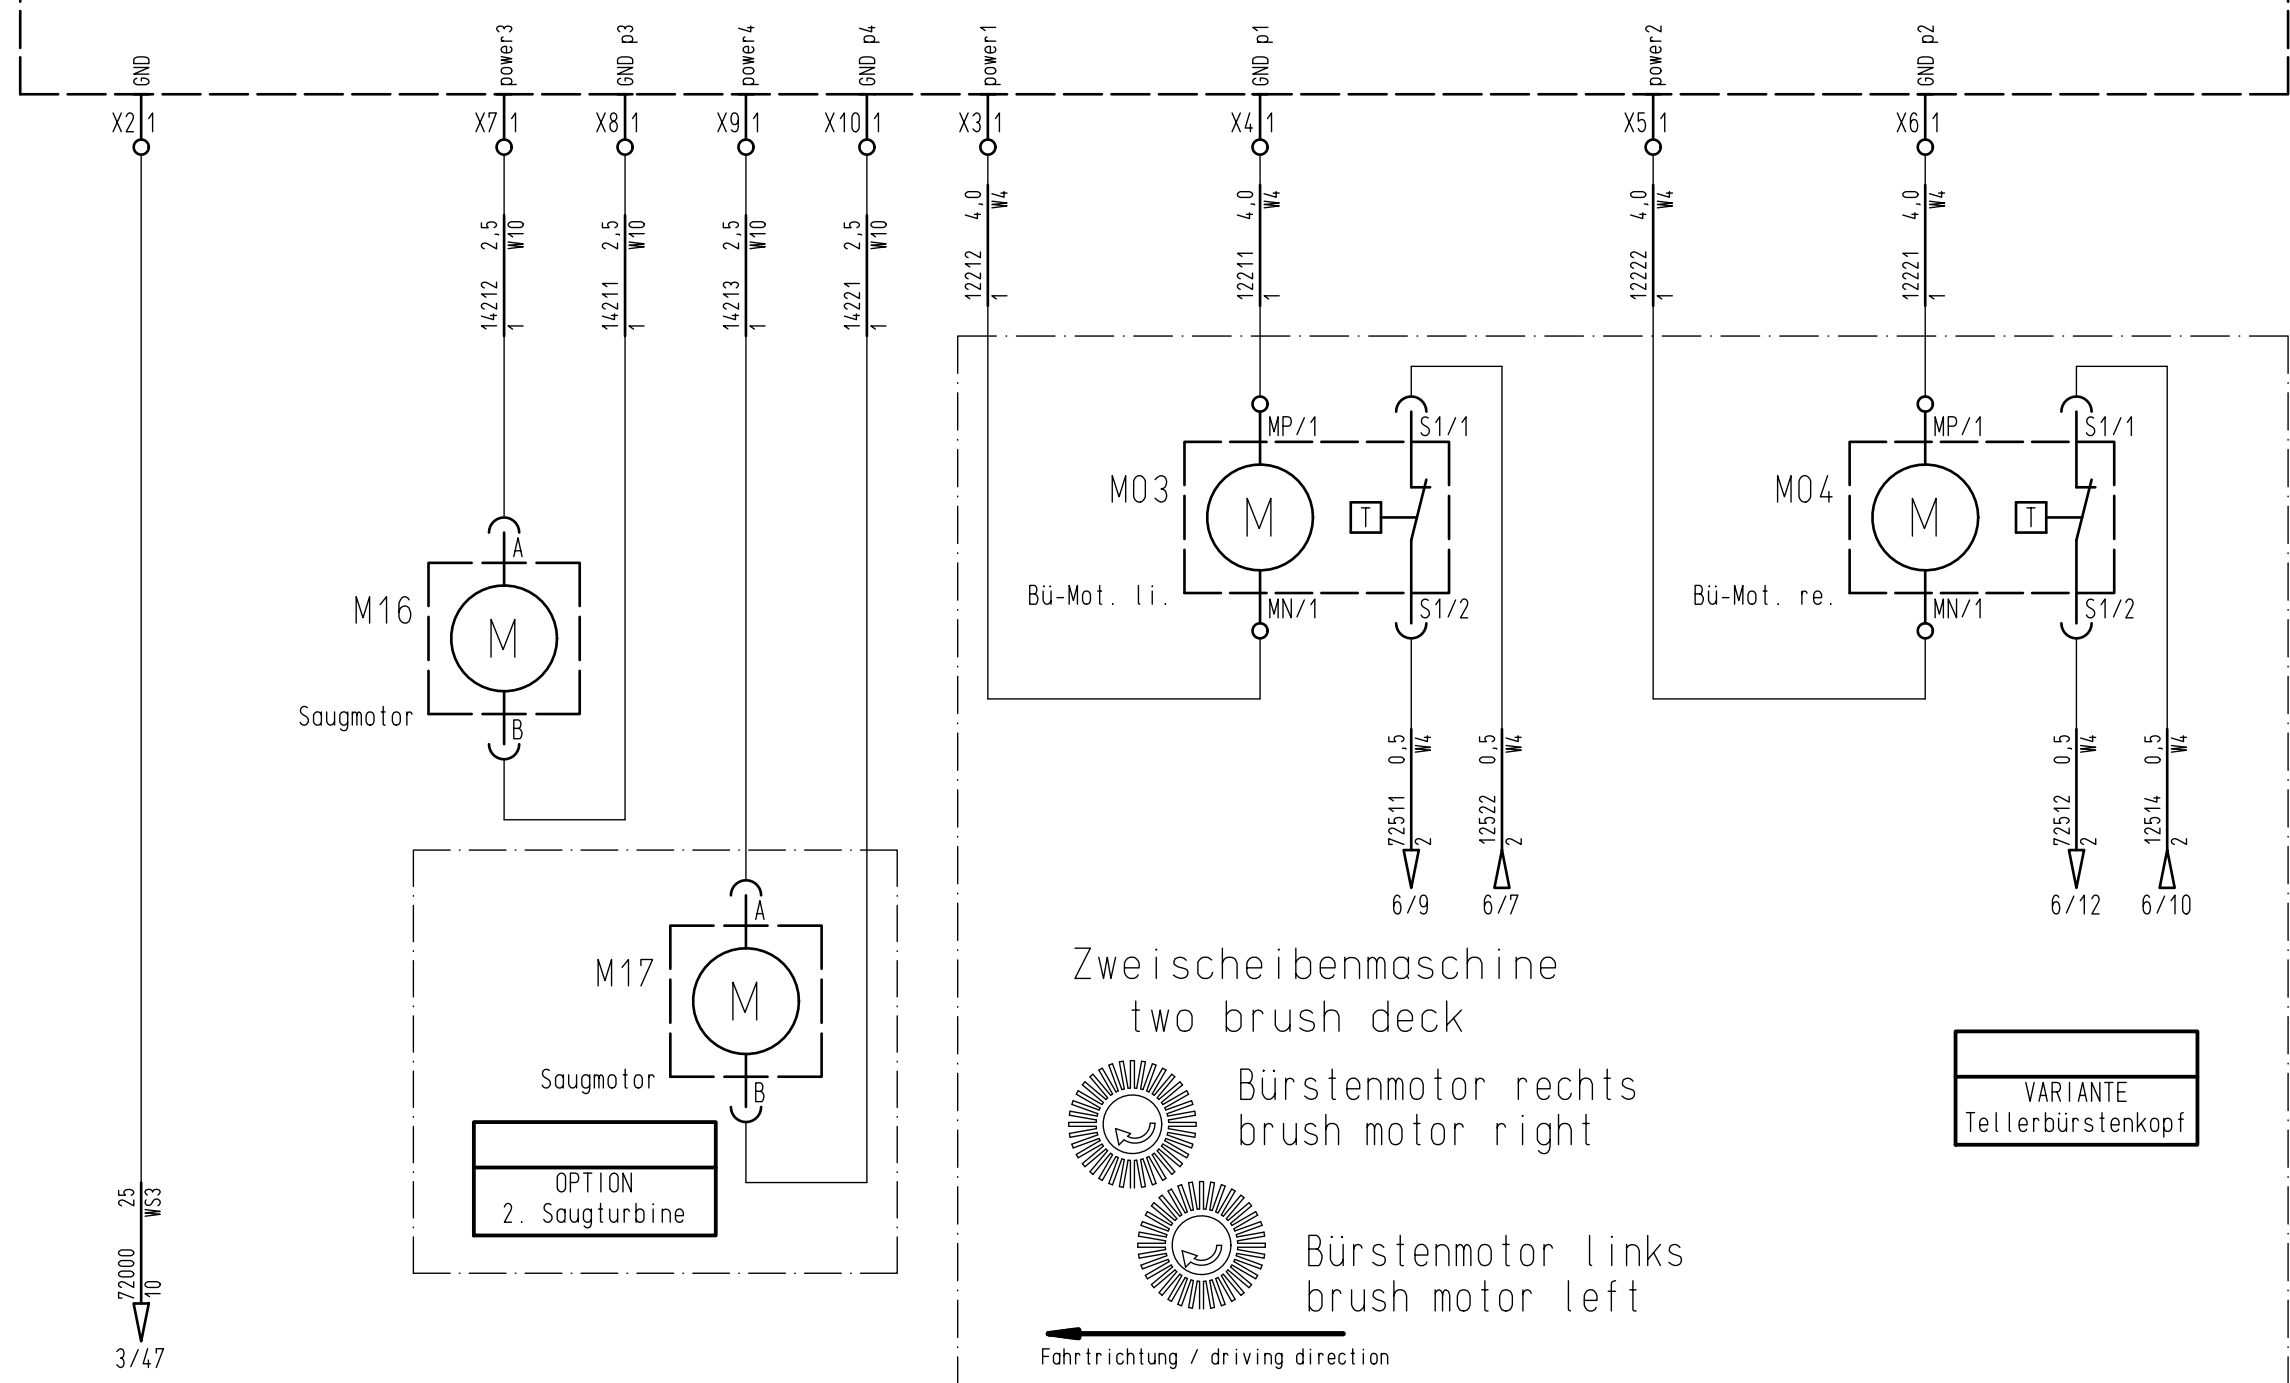 GND
power3
GND p3
power4
GND p4
power1
GND p1
power2
GND p2
X2 1
X7 1
X8 1
X9 1
X10 1
X3 1
X4 1
X5 1
X6 1
2,5
W10
2,5
W10
2,5
W10
2,5
W10
4,0
W4
4,0
W4
4,0
W4
4,0
W4
14212
1
14211
1
14213
1
14221
1
12212
1
12211
1
12222
1
12221
1
MP/1
S1/1
MP/1
S1/1
M03
M
T
M04
M
T
A
Bü-Mot. li.
MN/1
S1/2
Bü-Mot. re.
MN/1
S1/2
M16
M
Saugmotor
B
0,5
W4
0,5
W4
0,5
W4
0,5
W4
72511
2
12522
2
72512
2
12514
2
6/9
6/7
6/12
6/10
A
M17
M
Saugmotor
B
Zweischeibenmaschine
two brush deck
Bürstenmotor rechts
brush motor right
VARIANTE
Tellerbürstenkopf
OPTION
2. Saugturbine
25
WS3
72000
10
3/47
Bürstenmotor links
brush motor left
Fahrtrichtung / driving direction